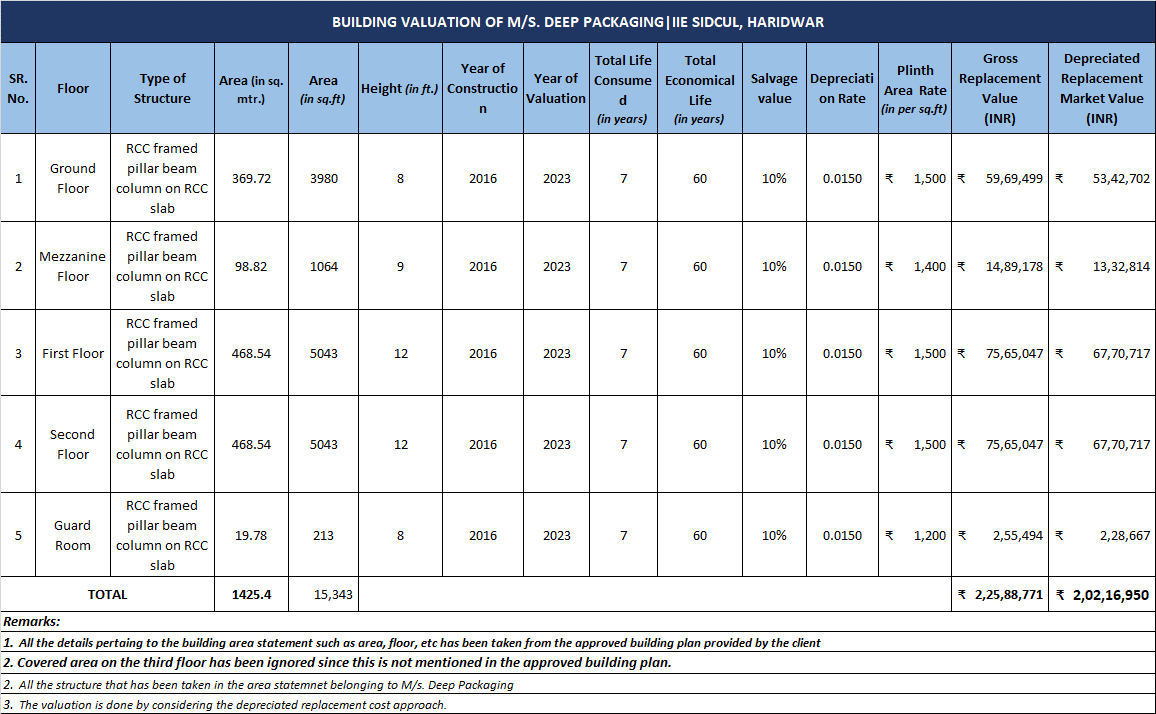 BUILDING VALUATION OF M/S. DEEP PACKAGING|IIE SIDCUL, HARIDWAR
SR. No. Floor Type of Structure Area (in sq. mtr.) Area (in sq.ft) Height (in ft.) Year of Constructio n Year of Valuation Total Life Consume d (in years) Total Economical Life (in years) Salvage value Depreciati on Rate Plinth Area Rate (in per sq.ft) Gross Replacement Value (INR) Depreciated Replacement Market Value (INR)
1 Ground Floor RCC framed pillar beam column on RCC slab 369.72 3980 8 2016 2023 7 60 10% 0.0150 ₹ 1,500 ₹ 59,69,499 ₹ 53,42,702
2 Mezzanine Floor RCC framed pillar beam column on RCC slab 98.82 1064 9 2016 2023 7 60 10% 0.0150 ₹ 1,400 ₹ 14,89,178 ₹ 13,32,814
3 First Floor RCC framed pillar beam column on RCC slab 468.54 5043 12 2016 2023 7 60 10% 0.0150 ₹ 1,500 ₹ 75,65,047 ₹ 67,70,717
4 Second Floor RCC framed pillar beam column on RCC slab 468.54 5043 12 2016 2023 7 60 10% 0.0150 ₹ 1,500 ₹ 75,65,047 ₹ 67,70,717
5 Guard Room RCC framed pillar beam column on RCC slab 19.78 213 8 2016 2023 7 60 10% 0.0150 ₹ 1,200 ₹ 2,55,494 ₹ 2,28,667
TOTAL 1425.4 15,343 ₹ 2,25,88,771 ₹ 2,02,16,950
Remarks:
1. All the details pertaing to the building area statement such as area, floor, etc has been taken from the approved building plan provided by the client
2. Covered area on the third floor has been ignored since this is not mentioned in the approved building plan.
2. All the structure that has been taken in the area statemnet belonging to M/s. Deep Packaging
3. The valuation is done by considering the depreciated replacement cost approach.